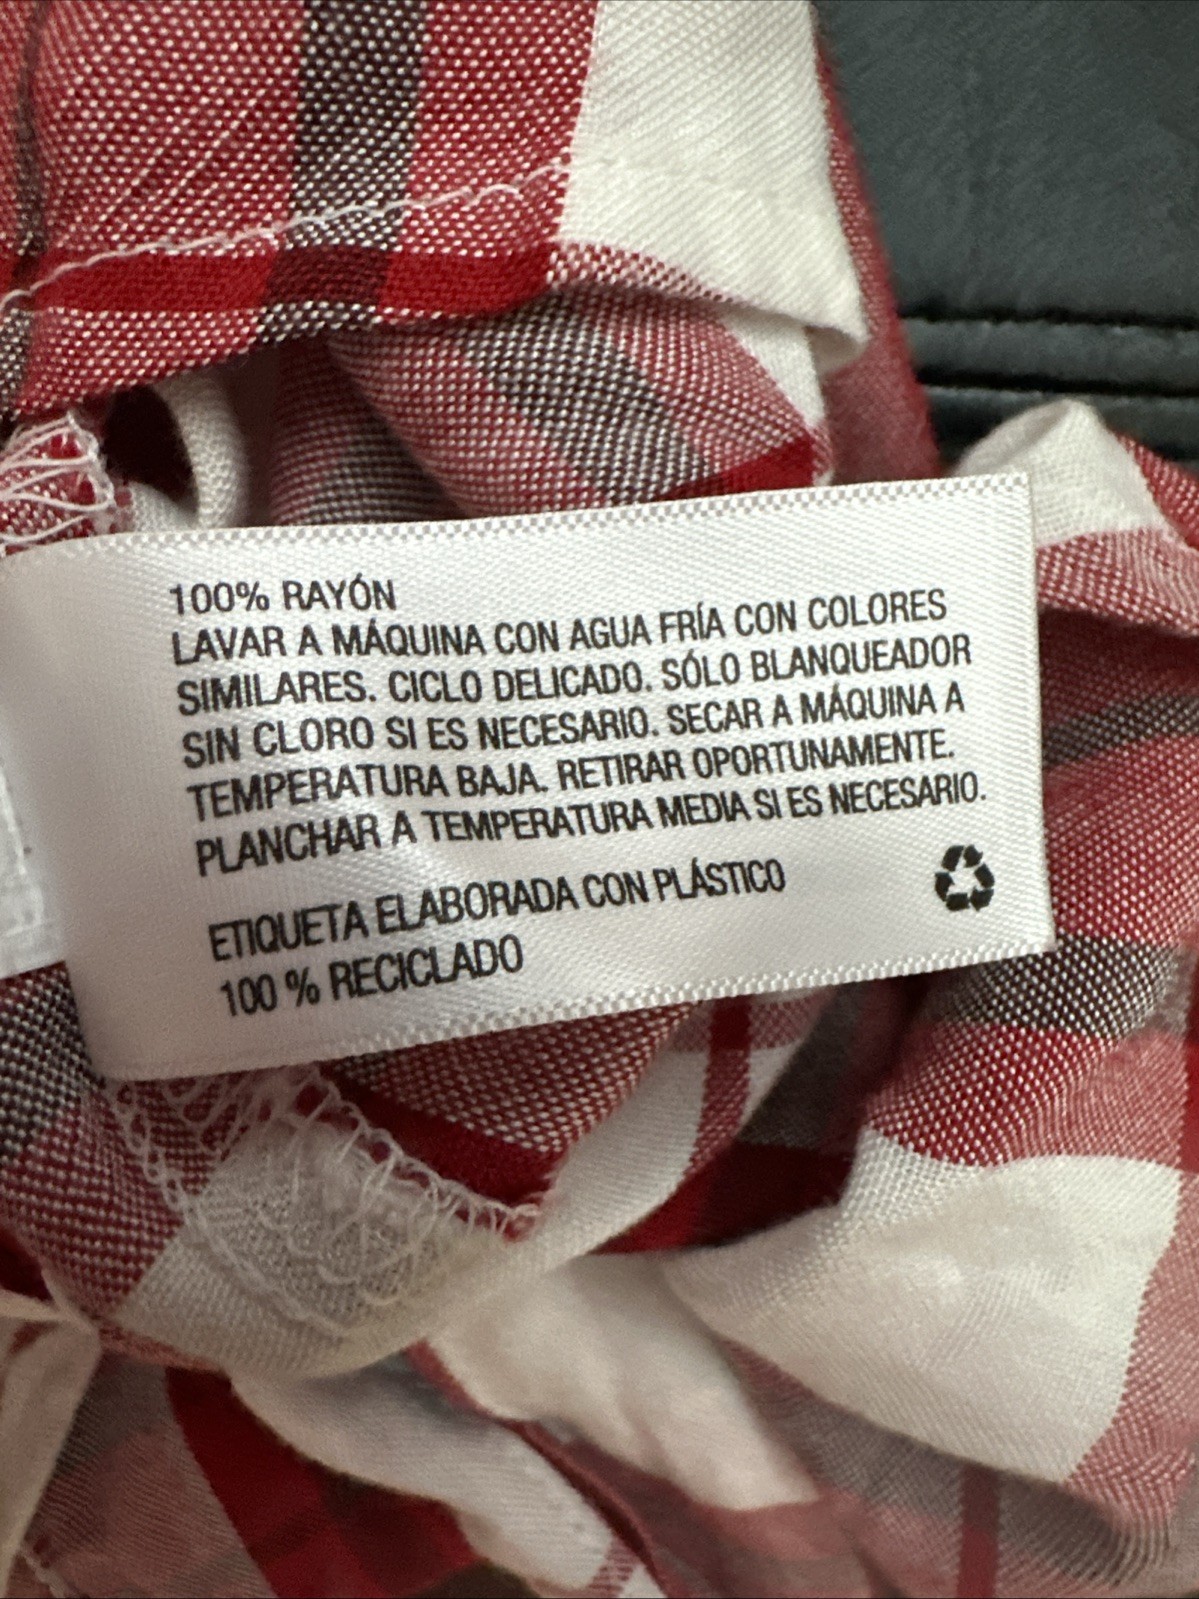 100% RAYÓN
LAVAR A MÁQUINA CON AGUA FRÍA CON COLORES
SIMILARES. CICLO DELICADO. SÓLO BLANQUEADOR
SIN CLORO SI ES NECESARIO. SECAR A MÁQUINA A
TEMPERATURA BAJA. RETIRAR OPORTUNAMENTE.
PLANCHAR A TEMPERATURA MEDIA SI ES NECESARIO.
ETIQUETA ELABORADA CON PLÁSTICO
100 % RECICLADO